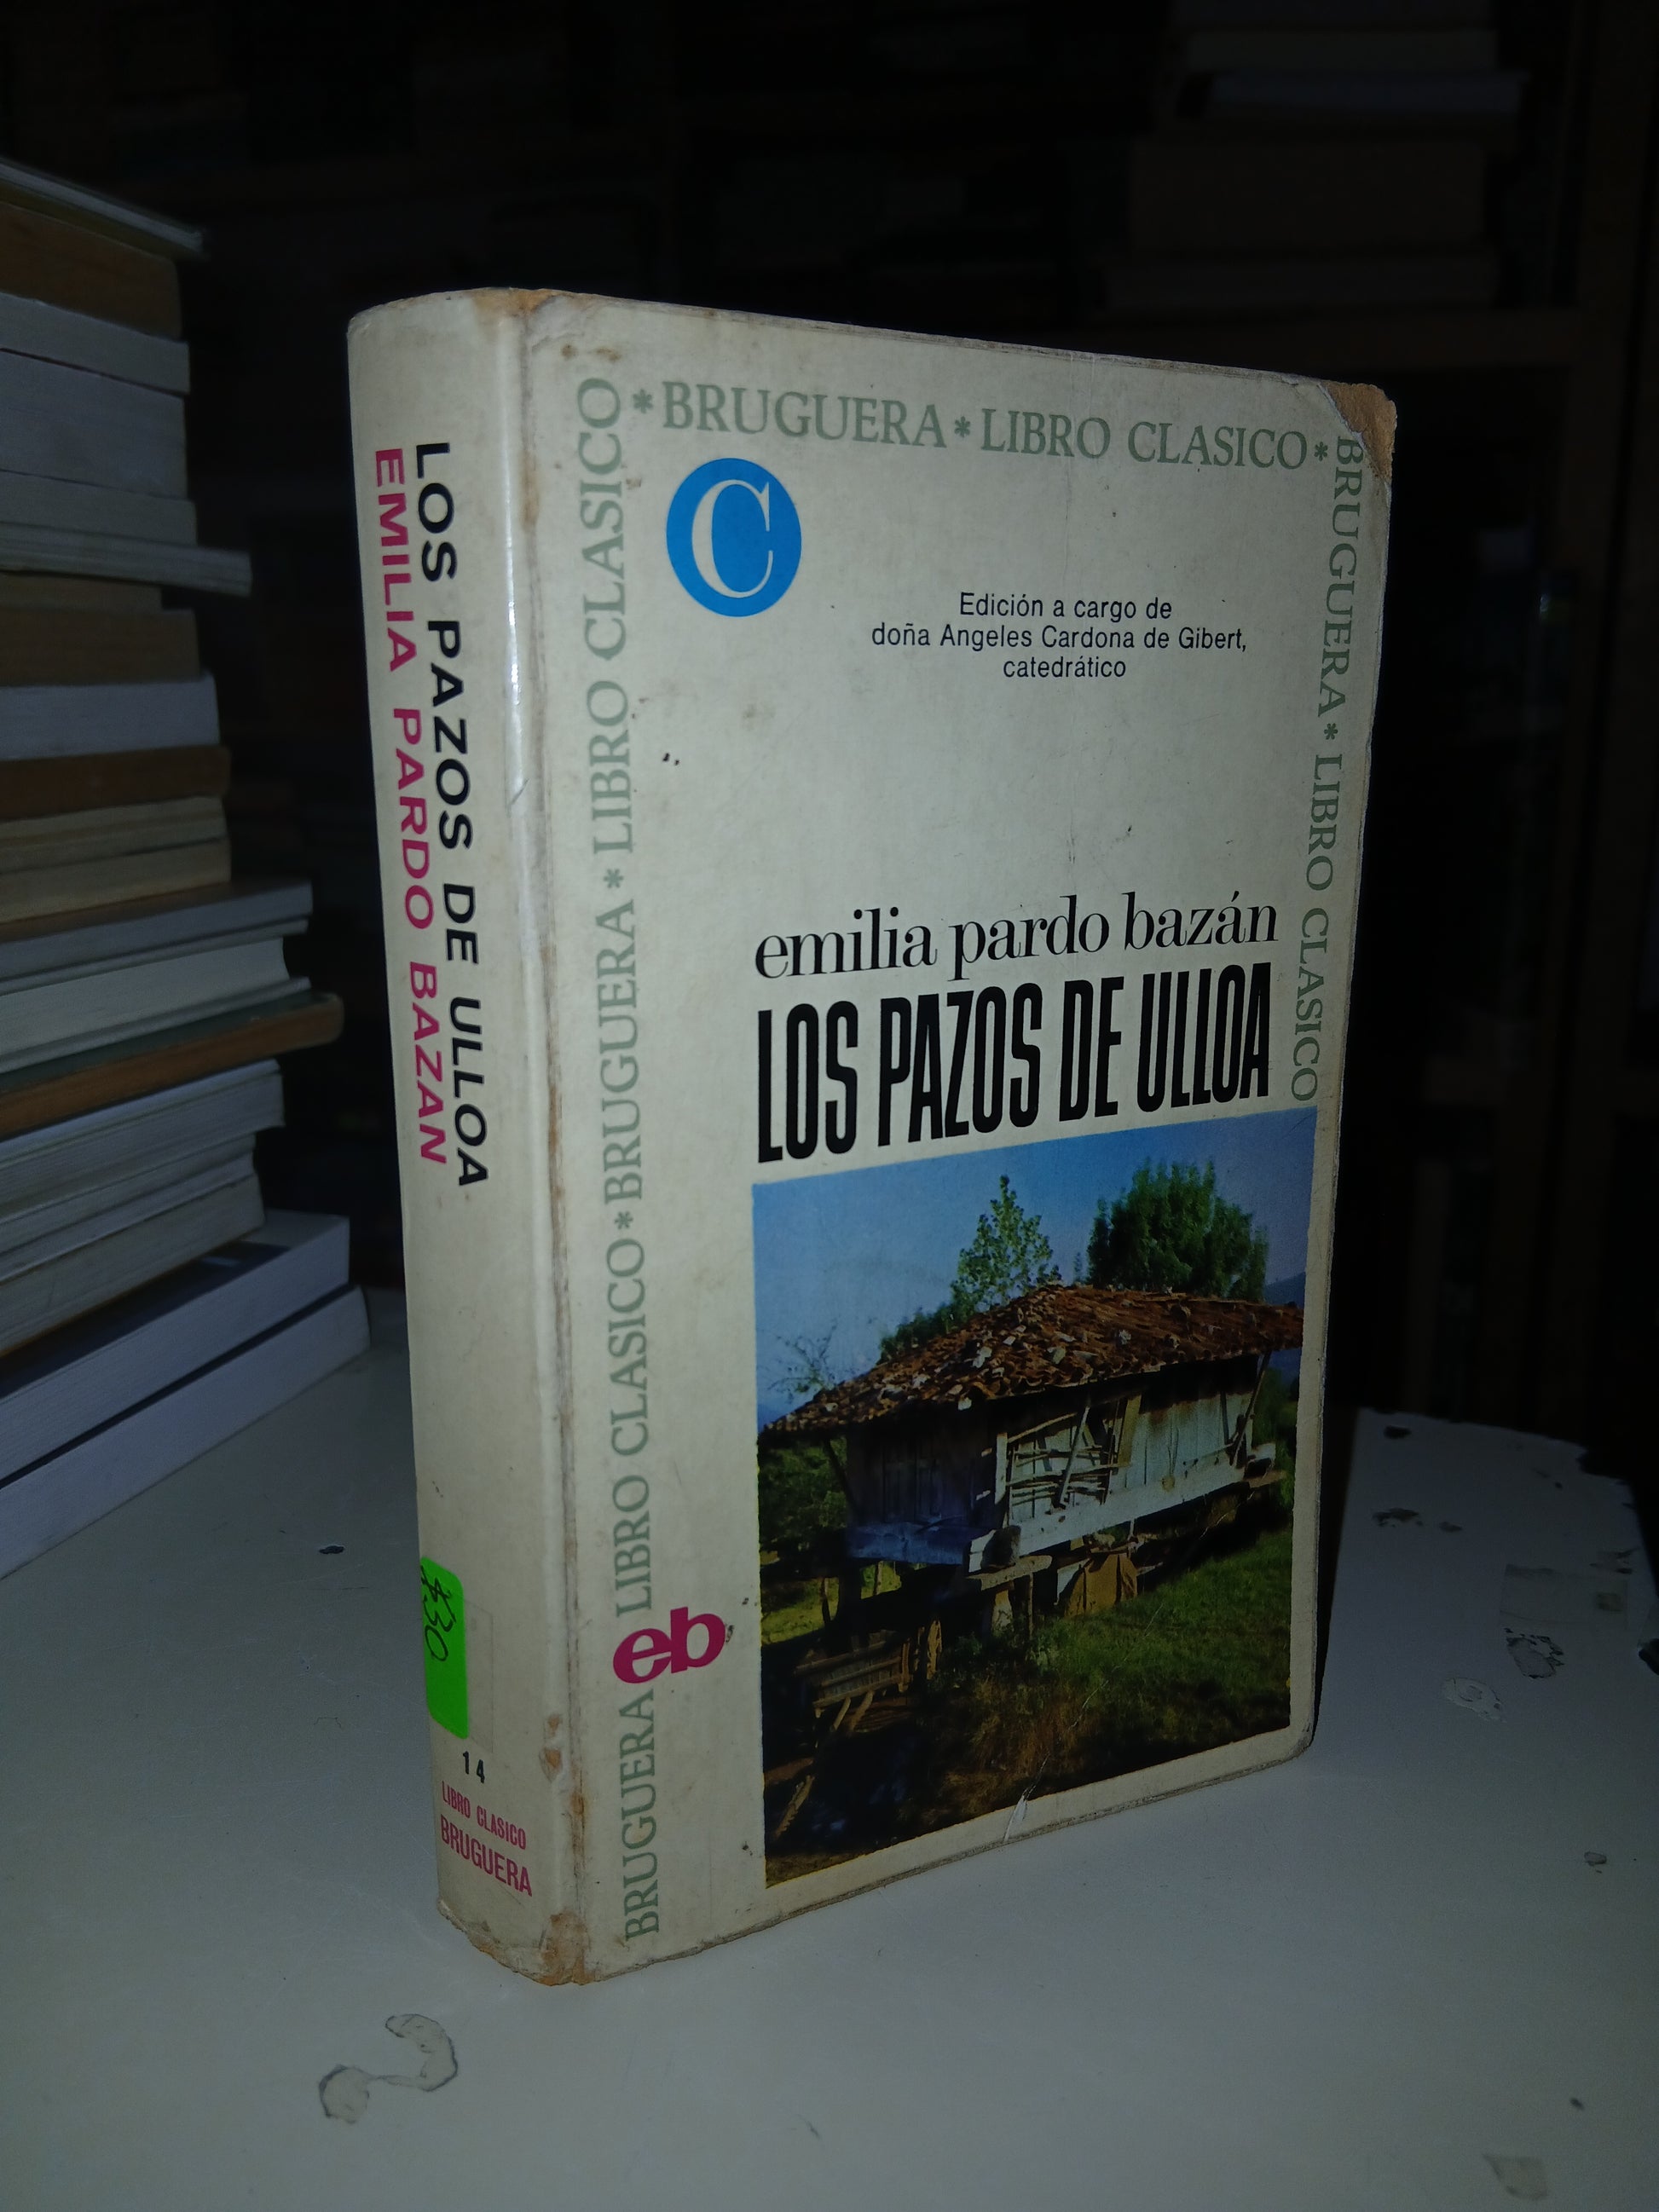 LOS PAZOS DE ULLOA
EMILIA PARDO BAZAN
$30
14
LIBRO CLASICO
BRUGUERA
BRUGUERA LIBRO CLASICO * BRUGUERA * LIBRO CLASICO * BRUGUERA * LIBRO CLASICO * BRUGUERA * LIBRO CLASICO
C
Edición a cargo de
doña Angeles Cardona de Gibert,
catedrático
emilia pardo bazán
LOS PAZOS DE ULLOA
eb